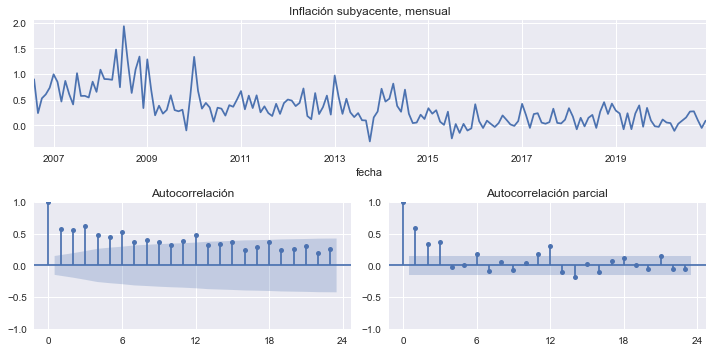 Inflación subyacente, mensual
2.0
1.5
1.0
0.5
0.0
2007 2009 2011 2013 2015 2017 2019
fecha
Autocorrelación
1.0
0.5
0.0
−0.5
−1.0
0 6 12 18 24
Autocorrelación parcial
1.0
0.5
0.0
−0.5
−1.0
0 6 12 18 24